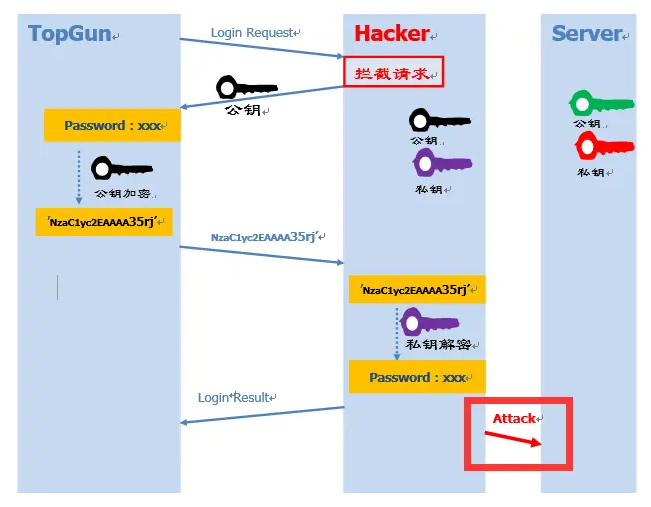 TopGun
Hacker
Server
Login Request
拦截请求
公钥
Password：xxx
公钥
公钥
私钥
私钥
公钥加密
'NzaC1yc2EAAAA35rj'
NzaC1yc2EAAAA35rj'
'NzaC1yc2EAAAA35rj'
私钥解密
Password：xxx
Login Result
Attack